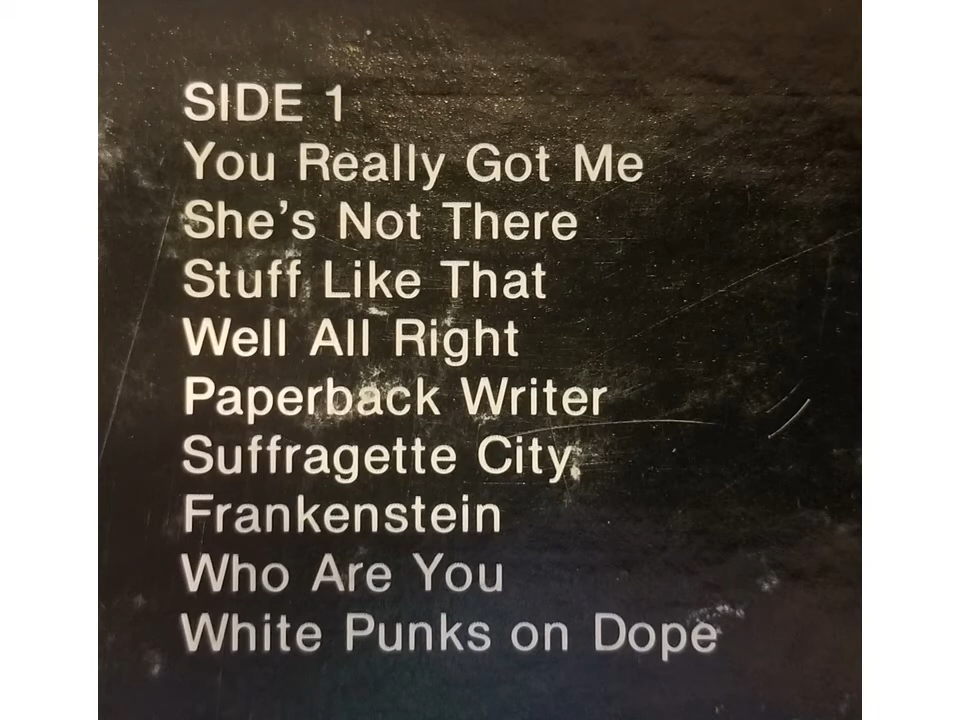 SIDE 1
You Really Got Me
She’s Not There
Stuff Like That
Well All Right
Paperback Writer
Suffragette City
Frankenstein
Who Are You
White Punks on Dope